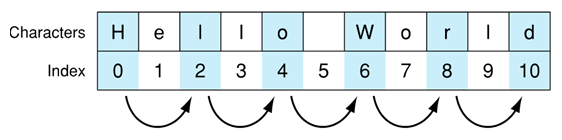 Characters H e l l o W o r l d
Index 0 1 2 3 4 5 6 7 8 9 10